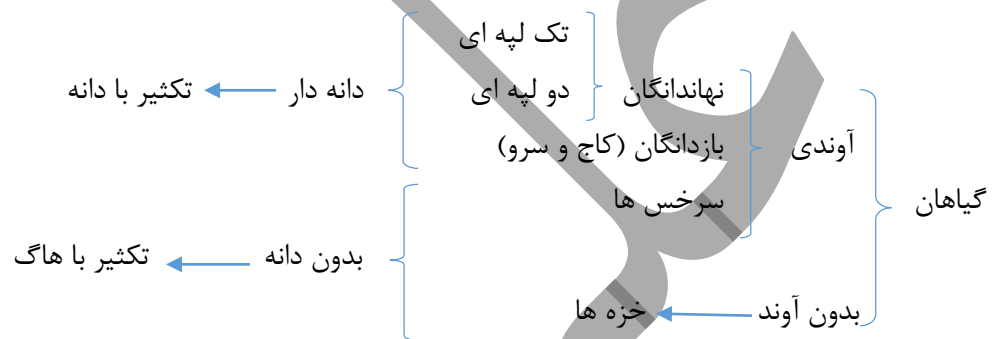 تک لپه ای
نهاندانگان دو لپه ای دانه دار تکثیر با دانه
آوندی بازدانگان (کاج و سرو)
گیاهان سرخس ها
بدون دانه تکثیر با هاگ
بدون آوند خزه ها